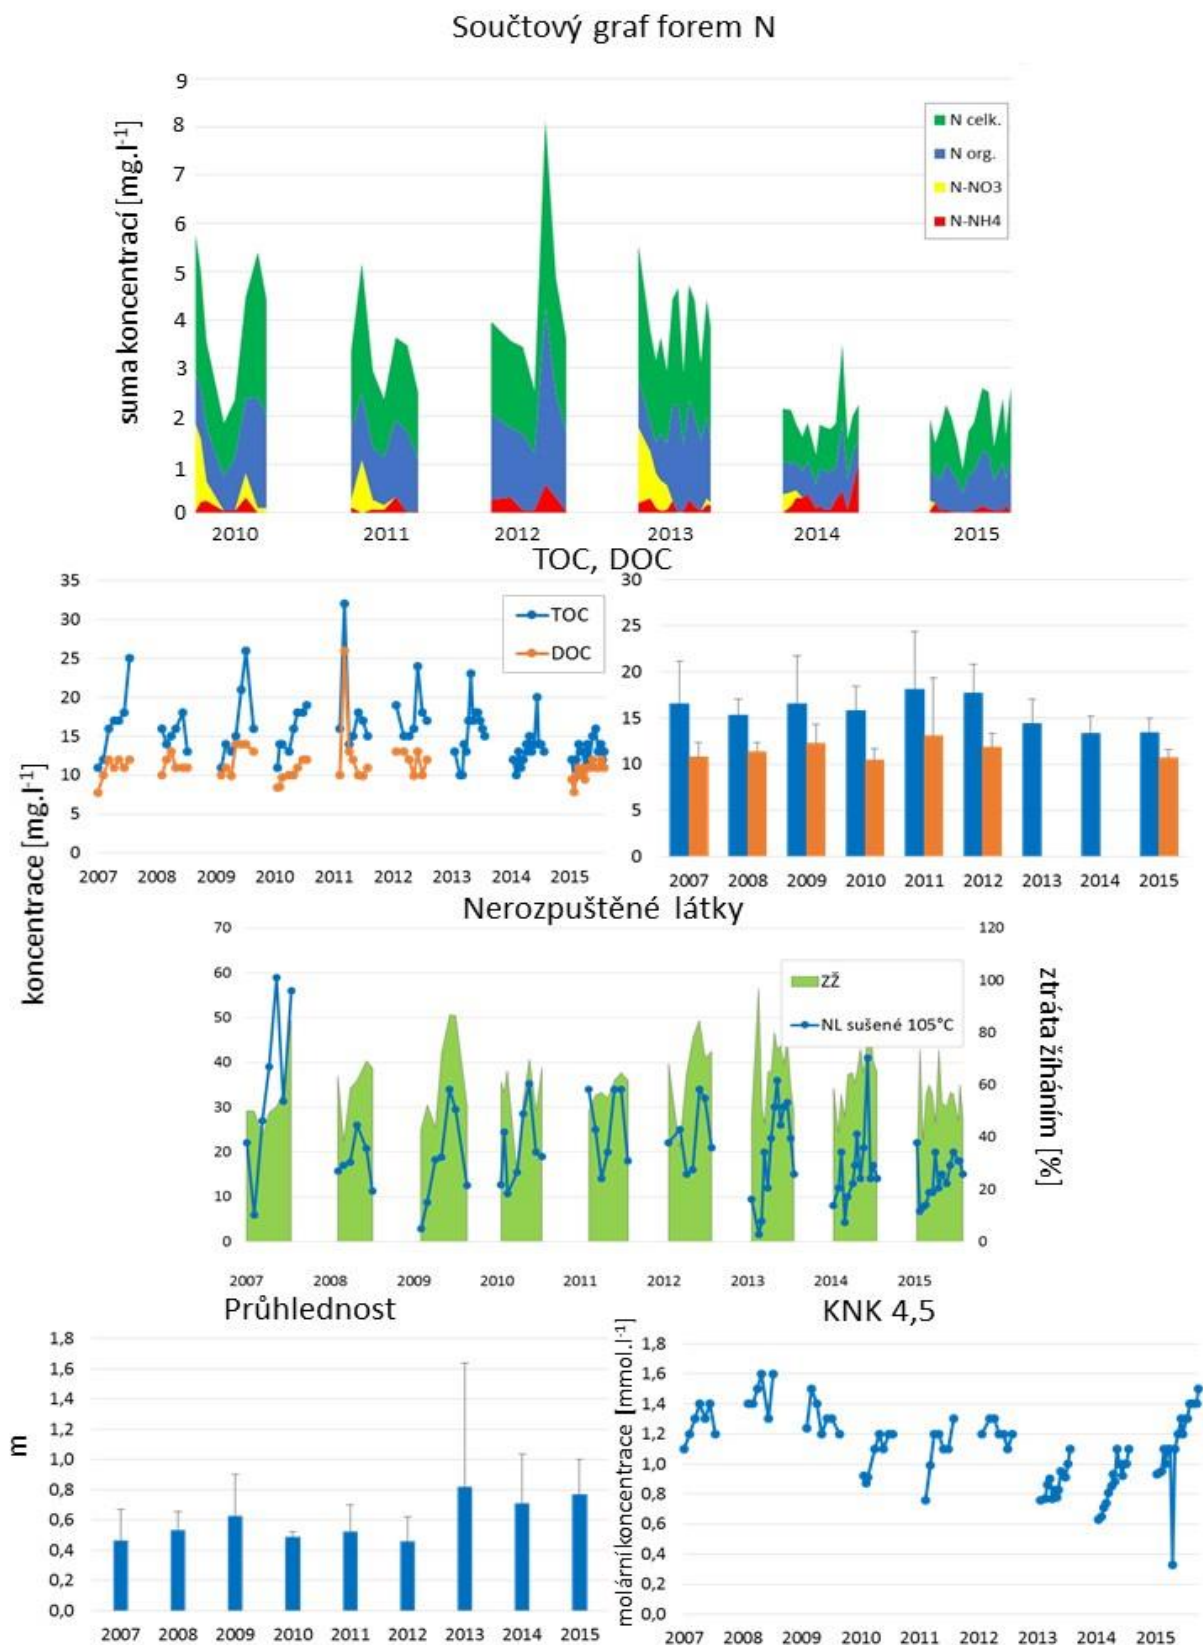 Součtový graf forem N
suma koncentrací [mg.l-1]
9
8
7
6
5
4
3
2
1
0
N celk.
N org.
N-NO3
N-NH4
2010 2011 2012 2013 2014 2015
TOC, DOC
koncentrace [mg.l-1]
35
30
25
20
15
10
5
0
TOC
DOC
2007 2008 2009 2010 2011 2012 2013 2014 2015
30
25
20
15
10
5
0
2007 2008 2009 2010 2011 2012 2013 2014 2015
Nerozpuštěné látky
70
60
50
40
30
20
10
0
ZŽ
NL sušené 105°C
120
100
80
60
40
20
0
ztráta žíháním [%]
2007 2008 2009 2010 2011 2012 2013 2014 2015
Průhlednost
m
1,8
1,6
1,4
1,2
1,0
0,8
0,6
0,4
0,2
0,0
2007 2008 2009 2010 2011 2012 2013 2014 2015
KNK 4,5
molární koncentrace [mmol.l-1]
1,8
1,6
1,4
1,2
1,0
0,8
0,6
0,4
0,2
0,0
2007 2008 2009 2010 2011 2012 2013 2014 2015